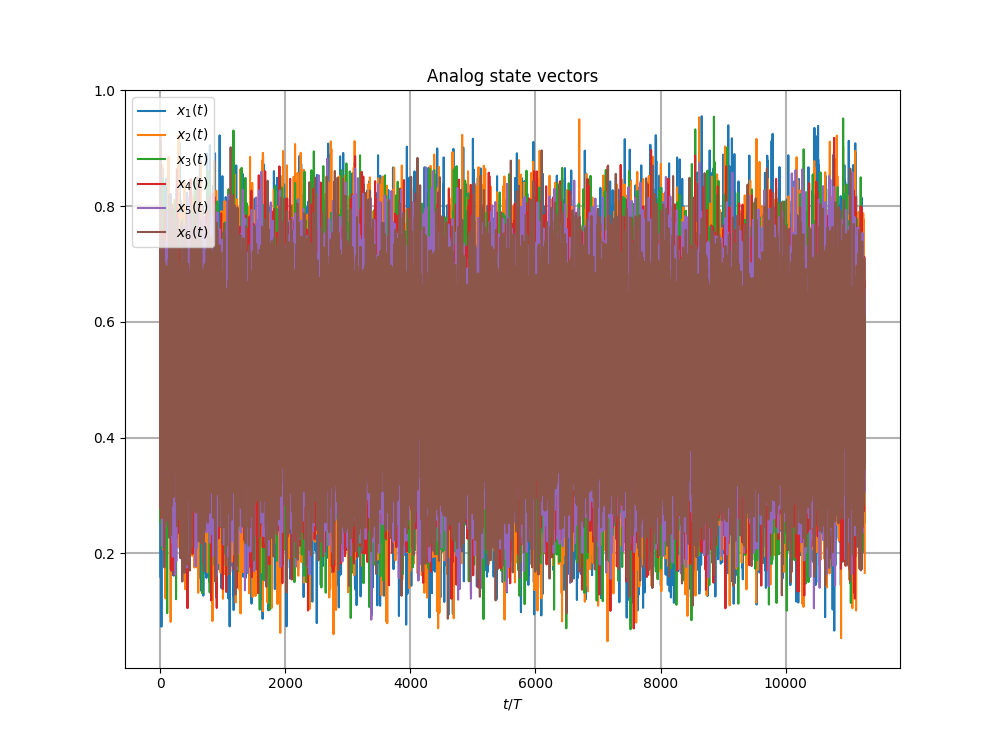 Analog state vectors
1.0
0.8
0.6
0.4
0.2
x₁(t)
x₂(t)
x₃(t)
x₄(t)
x₅(t)
x₆(t)
0 2000 4000 6000 8000 10000
t/T